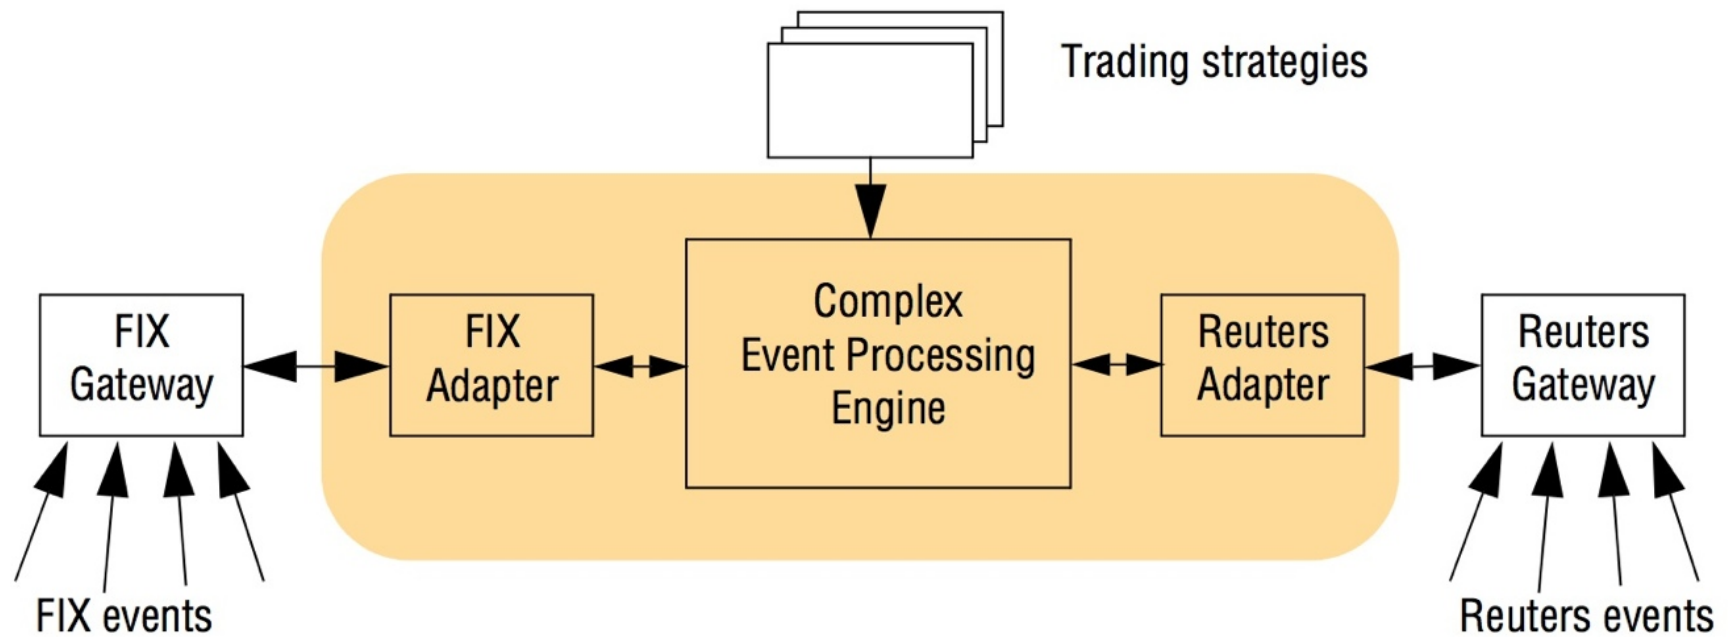 Trading strategies
FIX
Gateway
FIX
Adapter
Complex
Event Processing
Engine
Reuters
Adapter
Reuters
Gateway
FIX events
Reuters events